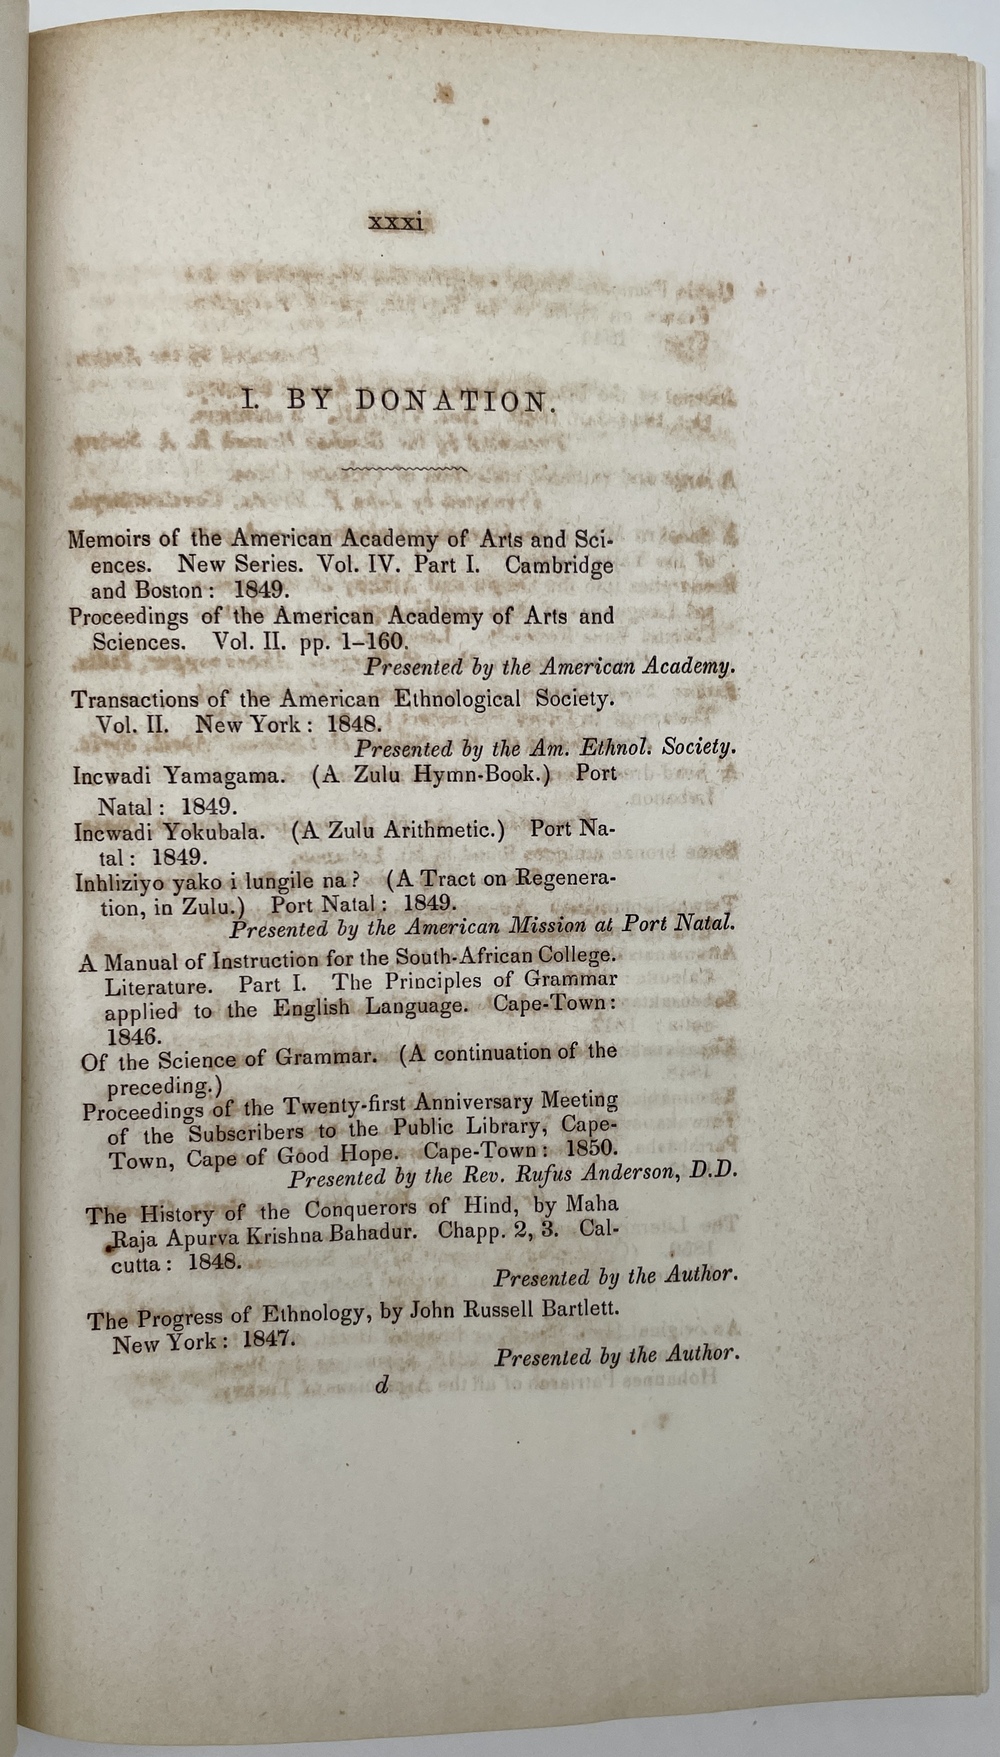 xxxi
I. BY DONATION.
Memoirs of the American Academy of Arts and Sci-
ences. New Series. Vol. IV. Part I. Cambridge
and Boston: 1849.
Proceedings of the American Academy of Arts and
Sciences. Vol. II. pp. 1–160.
Presented by the American Academy.
Transactions of the American Ethnological Society.
Vol. II. New York: 1848.
Presented by the Am. Ethnol. Society.
Incwadi Yamagama. (A Zulu Hymn-Book.) Port
Natal: 1849.
Incwadi Yokubala. (A Zulu Arithmetic.) Port Na-
tal: 1849.
Inhliziyo yako i lungile na? (A Tract on Regenera-
tion, in Zulu.) Port Natal: 1849.
Presented by the American Mission at Port Natal.
A Manual of Instruction for the South-African College.
Literature. Part I. The Principles of Grammar
applied to the English Language. Cape-Town:
1846.
Of the Science of Grammar. (A continuation of the
preceding.)
Proceedings of the Twenty-first Anniversary Meeting
of the Subscribers to the Public Library, Cape-
Town, Cape of Good Hope. Cape-Town: 1850.
Presented by the Rev. Rufus Anderson, D.D.
The History of the Conquerors of Hind, by Maha
Raja Apurva Krishna Bahadur. Chapp. 2, 3. Cal-
cutta: 1848.
Presented by the Author.
The Progress of Ethnology, by John Russell Bartlett.
New York: 1847.
Presented by the Author.
d